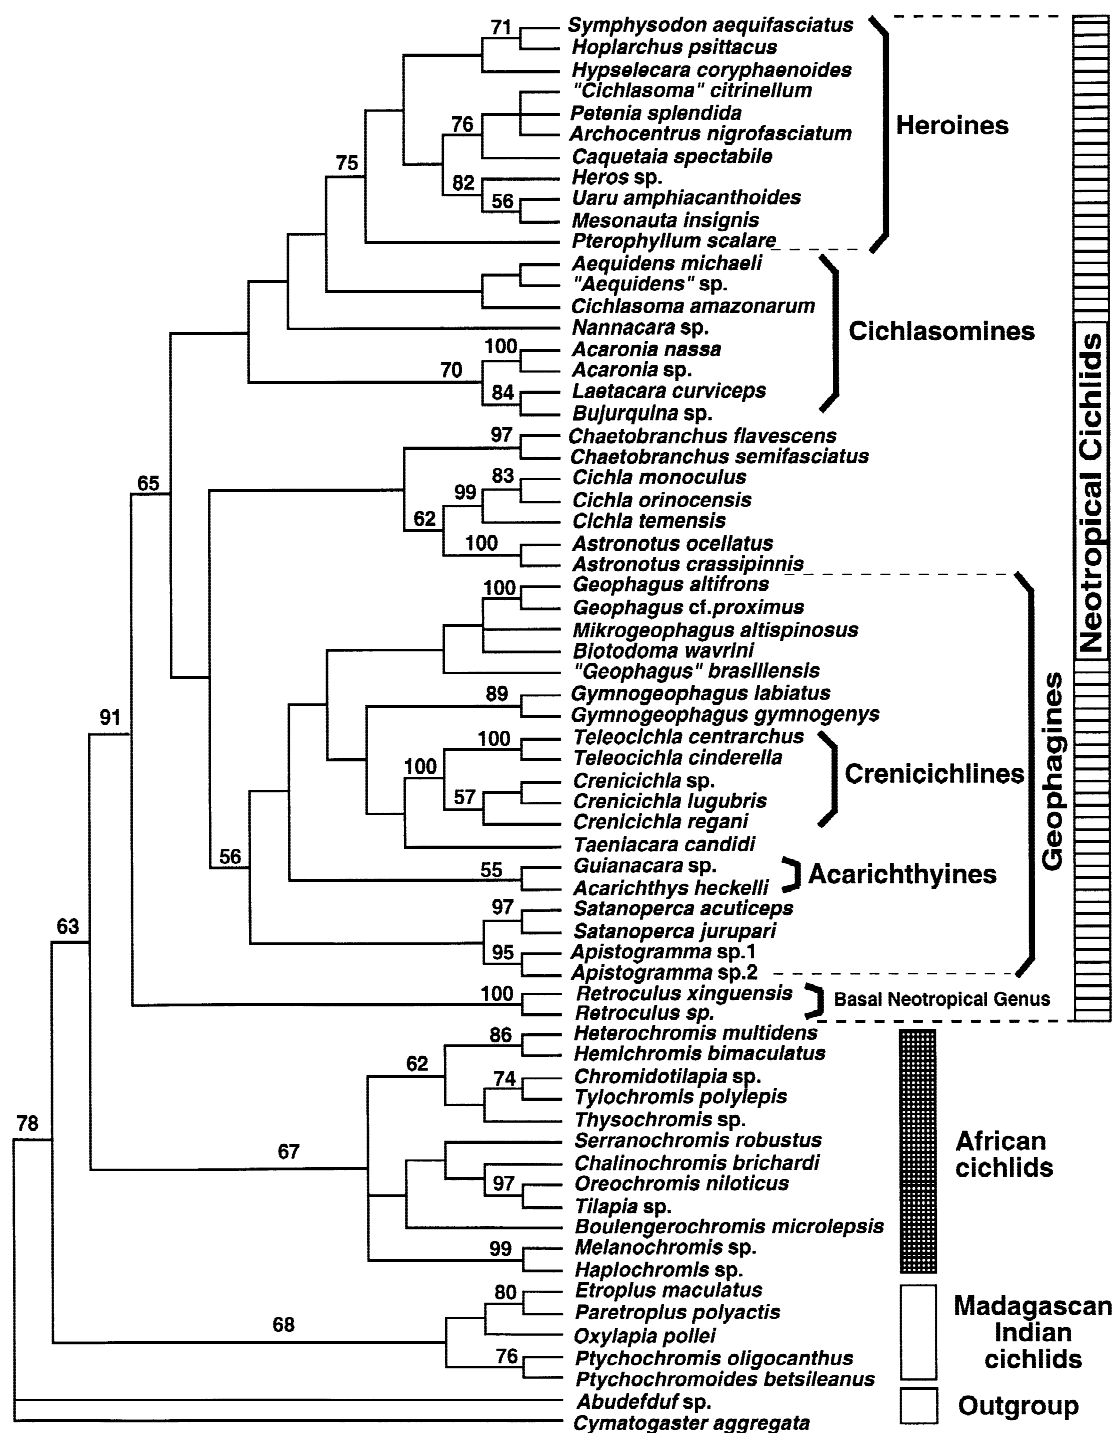 71
Symphysodon aequifasciatus
Hoplarchus psittacus
Hypselecara coryphaenoides
"Cichlasoma" citrinellum
76
Petenia splendida
Archocentrus nigrofasciatum
Caquetaia spectabile
75
82
Heros sp.
56
Uaru amphiacanthoides
Mesonauta insignis
Pterophyllum scalare
Heroines
Aequidens michaeli
"Aequidens" sp.
Cichlasoma amazonarum
Nannacara sp.
100
Acaronia nassa
Acaronia sp.
70
84
Laetacara curviceps
Bujurquina sp.
Cichlasomines
97
Chaetobranchus flavescens
Chaetobranchus semifasciatus
65
83
Cichla monoculus
99
Cichla orinocensis
Cichla temensis
62
100
Astronotus ocellatus
Astronotus crassipinnis
Neotropical Cichlids
100
Geophagus altifrons
Geophagus cf.proximus
Mikrogeophagus altispinosus
Biotodoma wavrini
"Geophagus" brasiliensis
89
Gymnogeophagus labiatus
Gymnogeophagus gymnogenys
91
100
Teleocichla centrarchus
Teleocichla cinderella
100
Crenicichla sp.
57
Crenicichla lugubris
Crenicichla regani
Crenicichlines
Taeniacara candidi
56
55
Guianacara sp.
Acarichthys heckelli
Acarichthyines
Geophagines
97
Satanoperca acuticeps
Satanoperca jurupari
63
95
Apistogramma sp.1
Apistogramma sp.2
100
Retroculus xinguensis
Retroculus sp.
Basal Neotropical Genus
86
Heterochromis multidens
Hemichromis bimaculatus
62
74
Chromidotilapia sp.
Tylochromis polylepis
Thysochromis sp.
78
67
Serranochromis robustus
Chalinochromis brichardi
97
Oreochromis niloticus
Tilapia sp.
Boulengerochromis microlepsis
99
Melanochromis sp.
Haplochromis sp.
African
cichlids
80
Etroplus maculatus
Paretroplus polyactis
68
Oxylapia pollei
76
Ptychochromis oligocanthus
Ptychochromoides betsileanus
Madagascan
Indian
cichlids
Abudefduf sp.
Cymatogaster aggregata
Outgroup